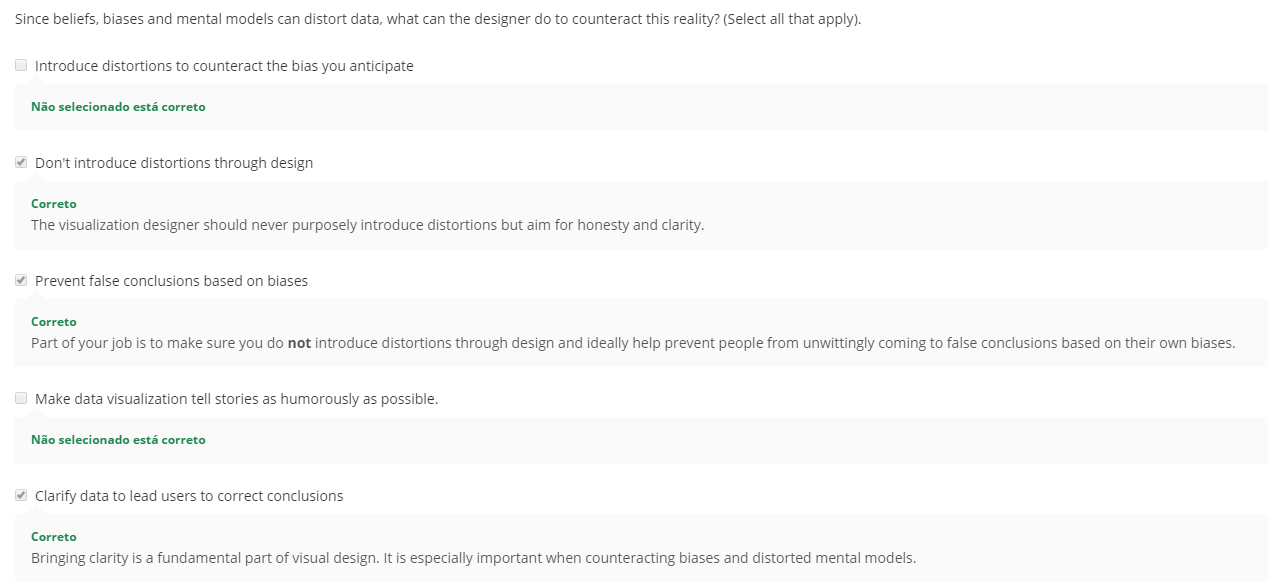 Since beliefs, biases and mental models can distort data, what can the designer do to counteract this reality? (Select all that apply).
Introduce distortions to counteract the bias you anticipate
Não selecionado está correto
Don't introduce distortions through design
Correto
The visualization designer should never purposely introduce distortions but aim for honesty and clarity.
Prevent false conclusions based on biases
Correto
Part of your job is to make sure you do not introduce distortions through design and ideally help prevent people from unwittingly coming to false conclusions based on their own biases.
Make data visualization tell stories as humorously as possible.
Não selecionado está correto
Clarify data to lead users to correct conclusions
Correto
Bringing clarity is a fundamental part of visual design. It is especially important when counteracting biases and distorted mental models.